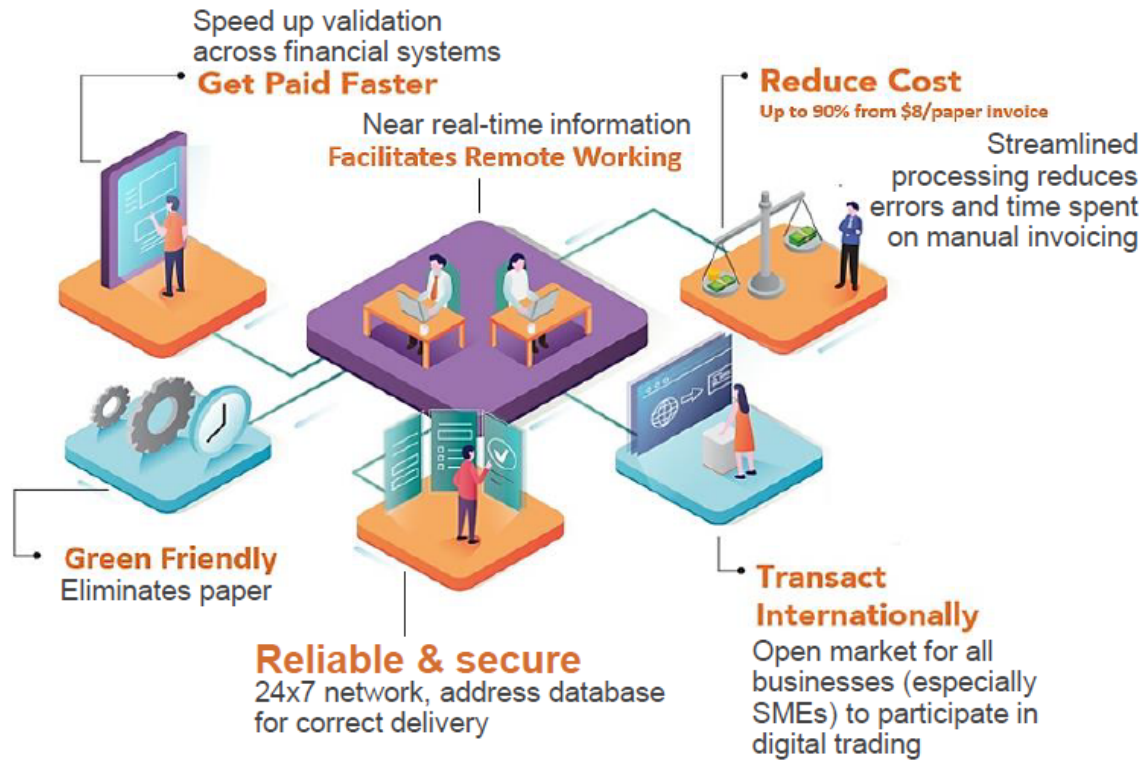 Speed up validation
across financial systems
Get Paid Faster
Near real-time information
Facilitates Remote Working
Reduce Cost
Up to 90% from $8/paper invoice
Streamlined
processing reduces
errors and time spent
on manual invoicing
Green Friendly
Eliminates paper
Reliable & secure
24x7 network, address database
for correct delivery
Transact
Internationally
Open market for all
businesses (especially
SMEs) to participate in
digital trading